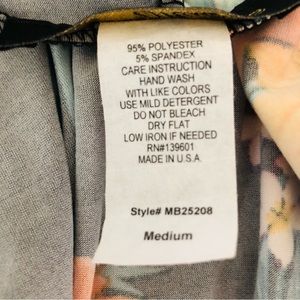 95% POLYESTER
5% SPANDEX
CARE INSTRUCTION
HAND WASH
WITH LIKE COLORS
USE MILD DETERGENT
DO NOT BLEACH
DRY FLAT
LOW IRON IF NEEDED
RN#139601
MADE IN U.S.A
Style# MB25208
Medium